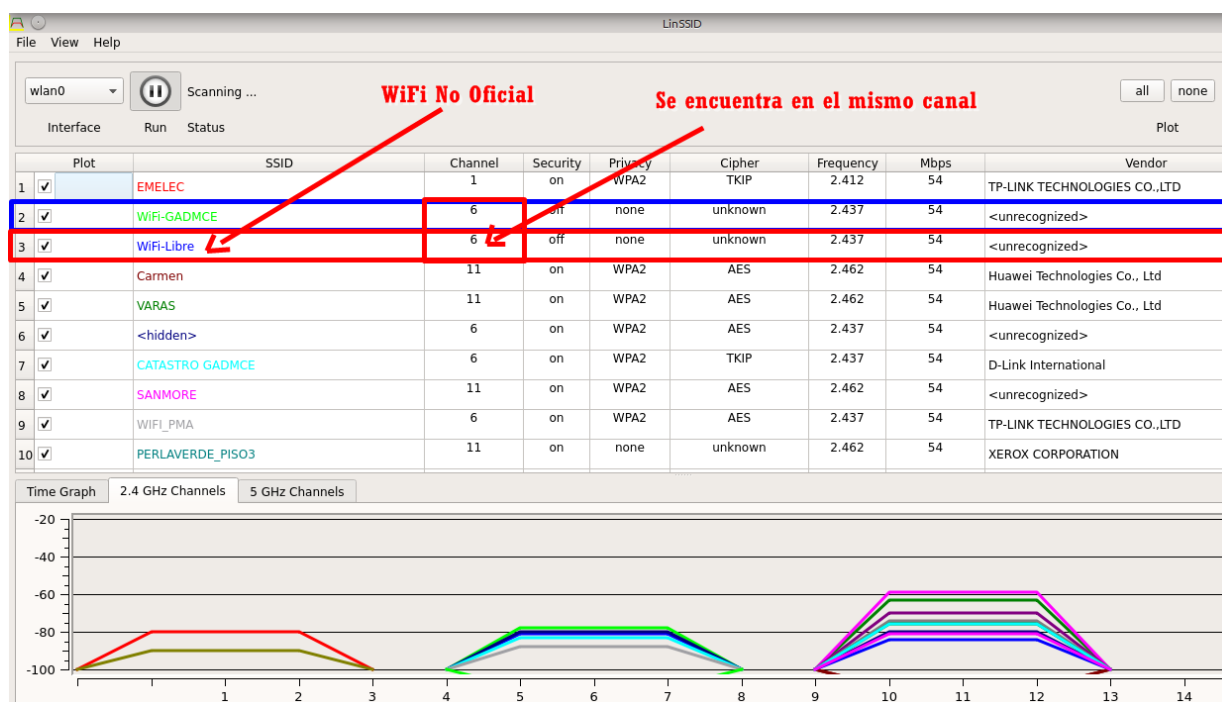 LinSSID
File View Help
wlan0 Scanning ... WiFi No Oficial Se encuentra en el mismo canal all none
Interface Run Status Plot
Plot SSID Channel Security Privacy Cipher Frequency Mbps Vendor
1 EMELEC 1 on WPA2 TKIP 2.412 54 TP-LINK TECHNOLOGIES CO.,LTD
2 WiFi-GADMCE 6 off none unknown 2.437 54 <unrecognized>
3 WiFi-Libre 6 off none unknown 2.437 54 <unrecognized>
4 Carmen 11 on WPA2 AES 2.462 54 Huawei Technologies Co., Ltd
5 VARAS 11 on WPA2 AES 2.462 54 Huawei Technologies Co., Ltd
6 <hidden> 6 on WPA2 AES 2.437 54 <unrecognized>
7 CATASTRO GADMCE 6 on WPA2 TKIP 2.437 54 D-Link International
8 SANMORE 11 on WPA2 AES 2.462 54 <unrecognized>
9 WIFI_PMA 6 on WPA2 AES 2.437 54 TP-LINK TECHNOLOGIES CO.,LTD
10 PERLAVERDE_PISO3 11 on none unknown 2.462 54 XEROX CORPORATION
Time Graph 2.4 GHz Channels 5 GHz Channels
-20
-40
-60
-80
-100
1 2 3 4 5 6 7 8 9 10 11 12 13 14